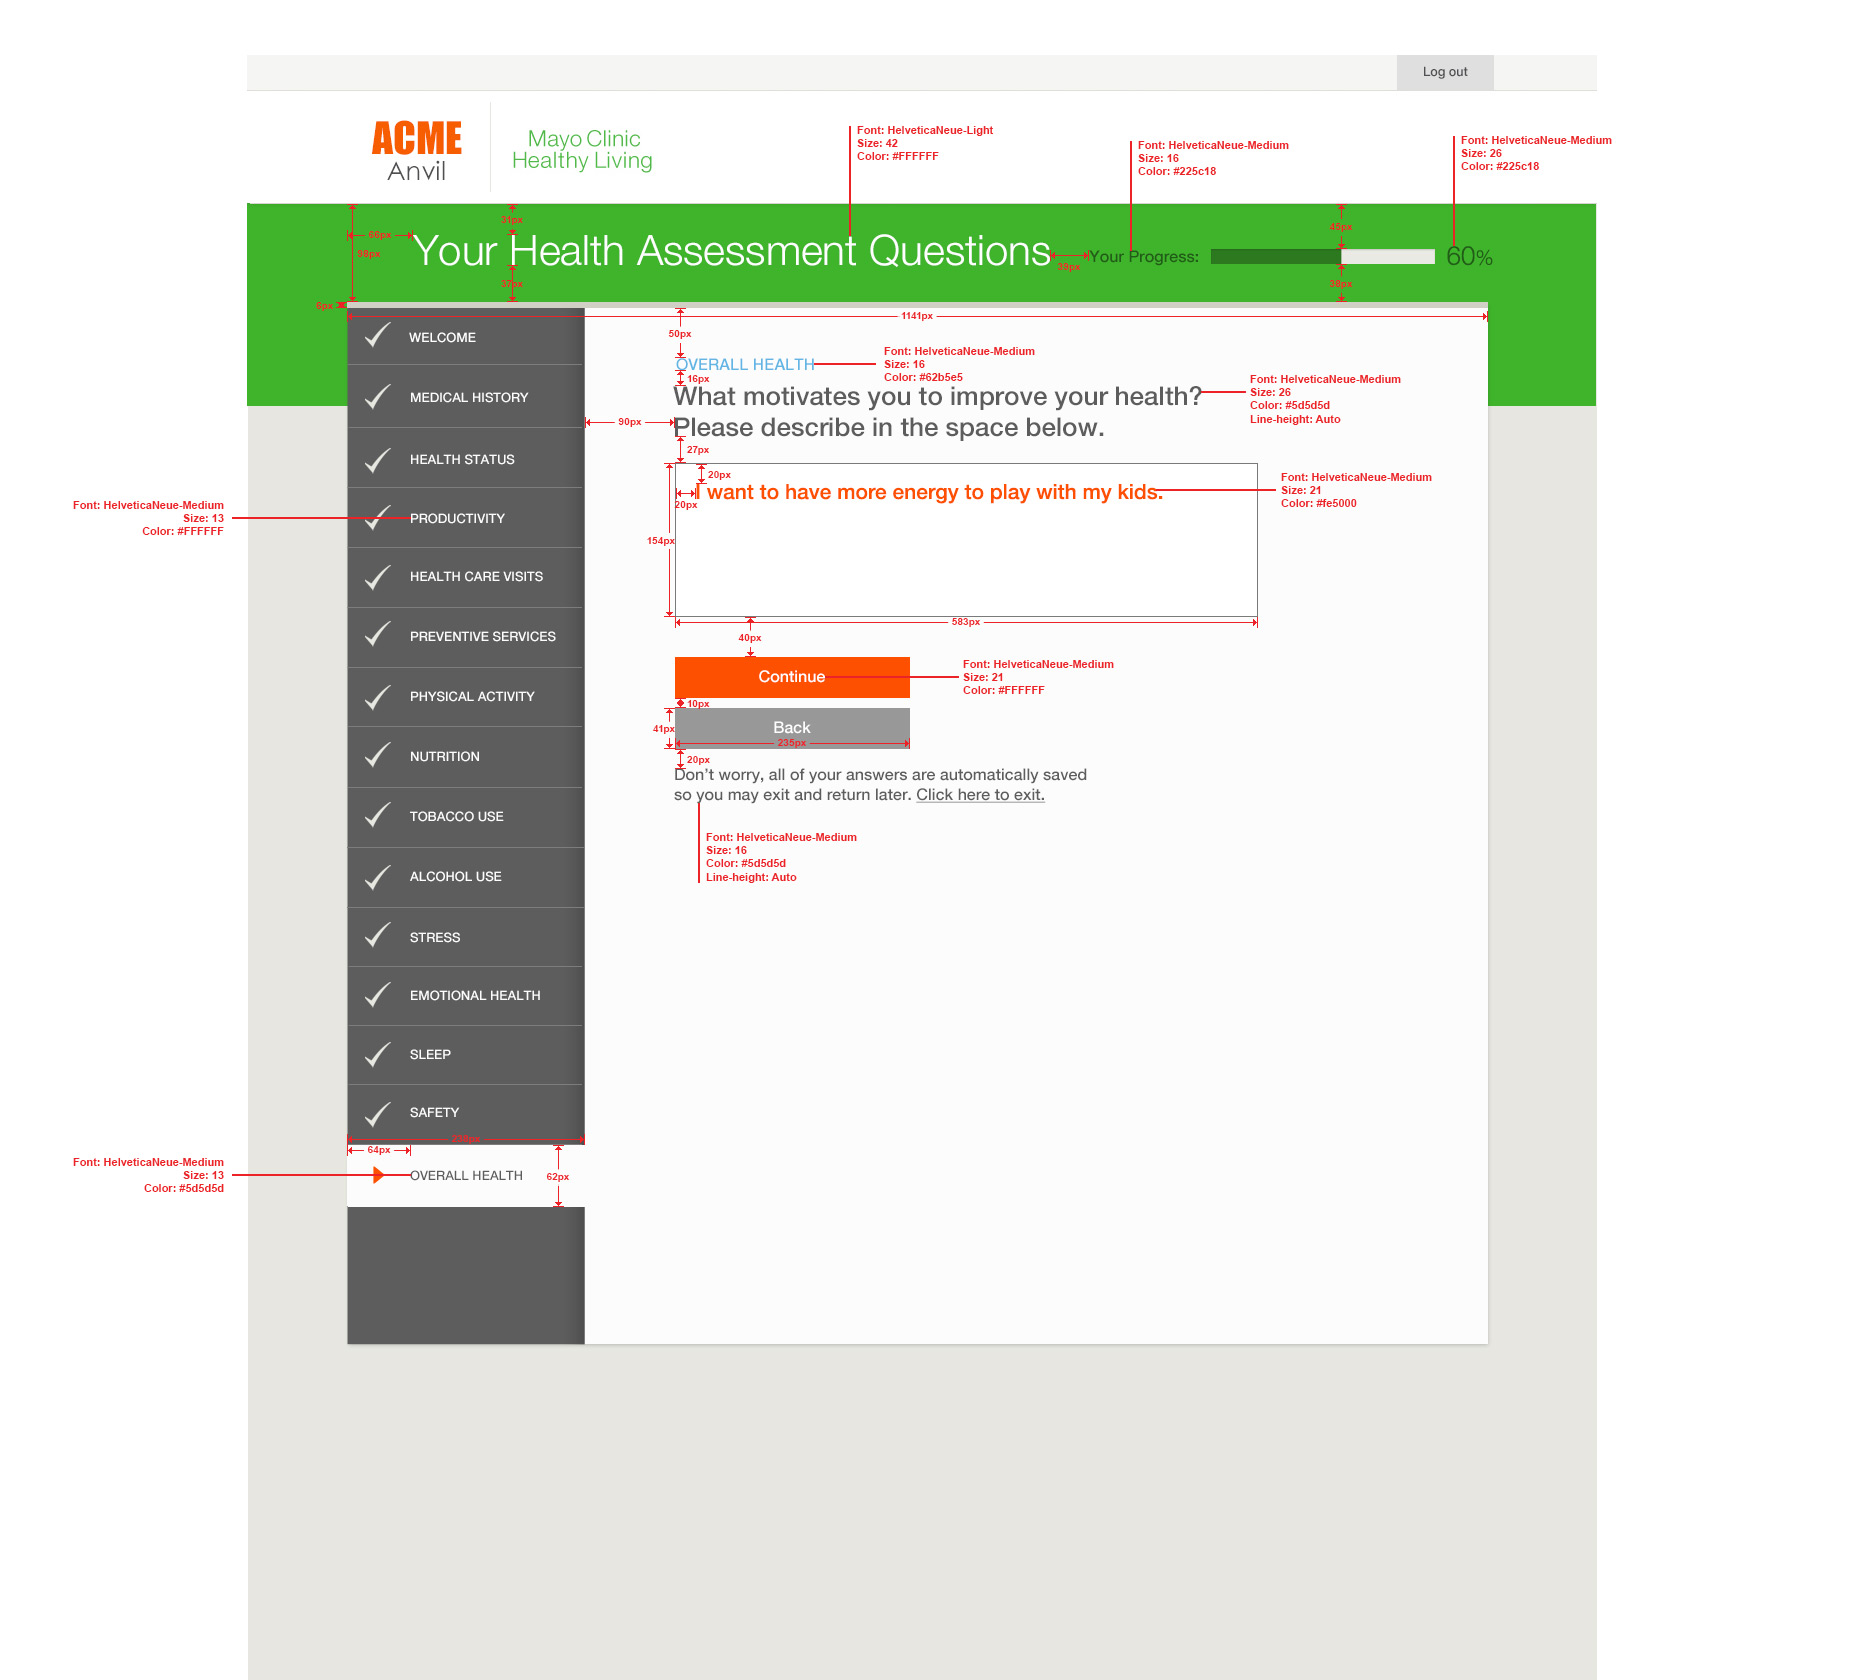 Log out
ACME
Anvil
Mayo Clinic
Healthy Living
Font: HelveticaNeue-Light
Size: 42
Color: #FFFFFF
Font: HelveticaNeue-Medium
Size: 16
Color: #225c18
Font: HelveticaNeue-Medium
Size: 26
Color: #225c18
31px
66px
98px
37px
Your Health Assessment Questions
39px
Your Progress:
45px
38px
60%
6px
1141px
WELCOME
MEDICAL HISTORY
HEALTH STATUS
PRODUCTIVITY
HEALTH CARE VISITS
PREVENTIVE SERVICES
PHYSICAL ACTIVITY
NUTRITION
TOBACCO USE
ALCOHOL USE
STRESS
EMOTIONAL HEALTH
SLEEP
SAFETY
64px
OVERALL HEALTH
62px
Font: HelveticaNeue-Medium
Size: 13
Color: #FFFFFF
Font: HelveticaNeue-Medium
Size: 13
Color: #5d5d5d
50px
OVERALL HEALTH
Font: HelveticaNeue-Medium
Size: 16
Color: #62b5e5
16px
What motivates you to improve your health?
Please describe in the space below.
Font: HelveticaNeue-Medium
Size: 26
Color: #5d5d5d
Line-height: Auto
90px
27px
20px
I want to have more energy to play with my kids.
20px
Font: HelveticaNeue-Medium
Size: 21
Color: #fe5000
154px
583px
40px
Continue
Font: HelveticaNeue-Medium
Size: 21
Color: #FFFFFF
10px
Back
41px
235px
20px
Don't worry, all of your answers are automatically saved
so you may exit and return later. Click here to exit.
Font: HelveticaNeue-Medium
Size: 16
Color: #5d5d5d
Line-height: Auto